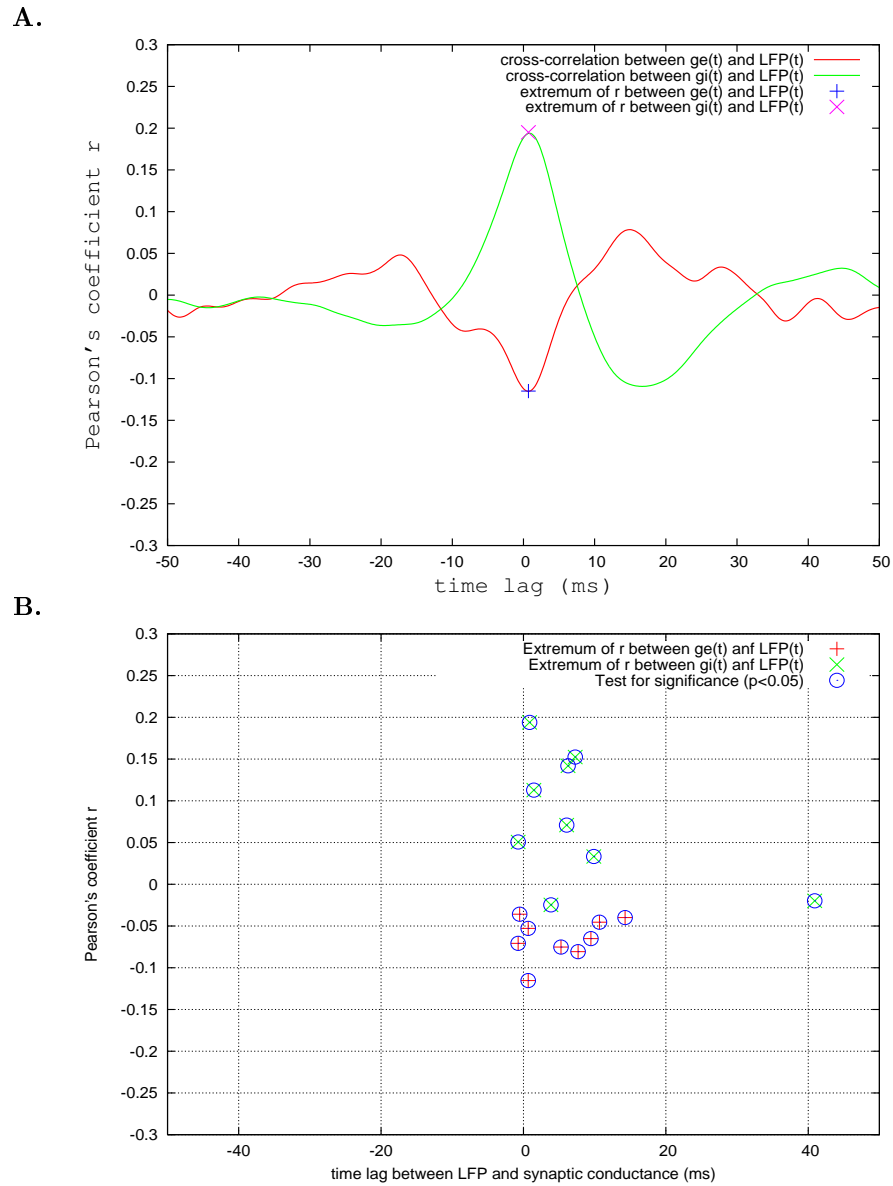 A.
0.3
0.25
0.2
0.15
0.1
0.05
0
-0.05
-0.1
-0.15
-0.2
-0.25
-0.3
Pearson's coefficient r
cross-correlation between ge(t) and LFP(t)
cross-correlation between gi(t) and LFP(t)
extremum of r between ge(t) and LFP(t)
extremum of r between gi(t) and LFP(t)
-50 -40 -30 -20 -10 0 10 20 30 40 50
time lag (ms)
B.
0.3
0.25
0.2
0.15
0.1
0.05
0
-0.05
-0.1
-0.15
-0.2
-0.25
-0.3
Pearson's coefficient r
Extremum of r between ge(t) anf LFP(t)
Extremum of r between gi(t) anf LFP(t)
Test for significance (p<0.05)
-40 -20 0 20 40
time lag between LFP and synaptic conductance (ms)